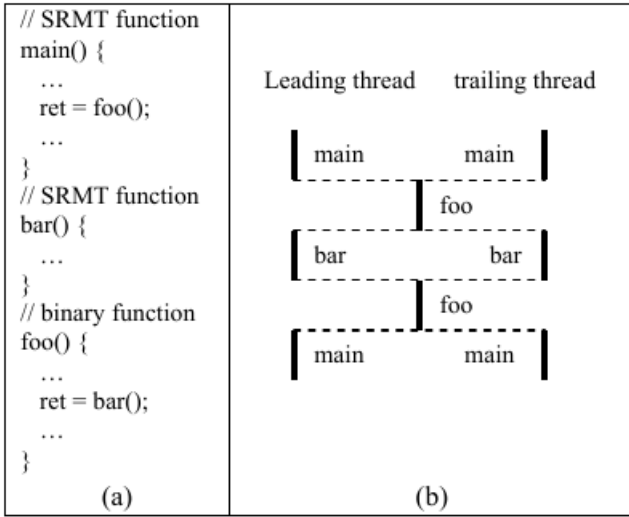 // SRMT function
main() {
…
ret = foo();
…
}
// SRMT function
bar() {
…
}
// binary function
foo() {
…
ret = bar();
…
}
(a)
Leading thread trailing thread
main main
foo
bar bar
foo
main main
(b)